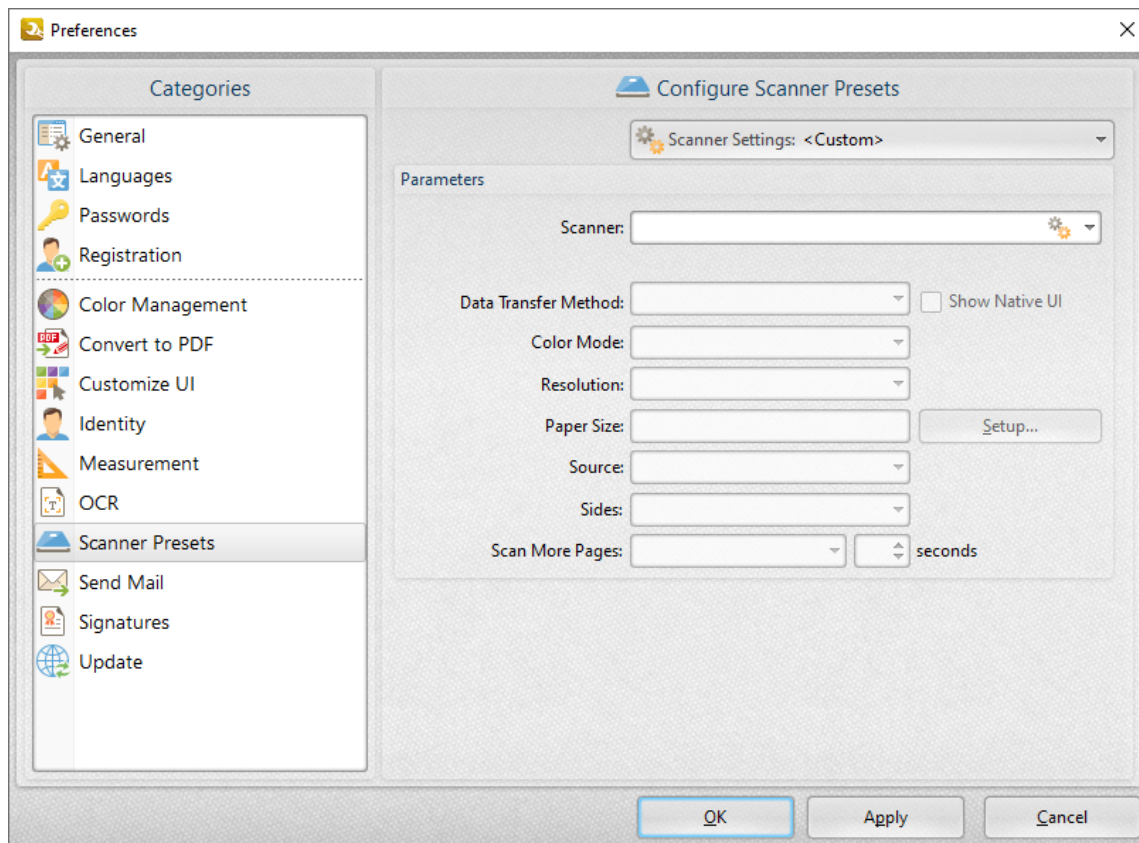 Preferences
Categories
General
Languages
Passwords
Registration
Color Management
Convert to PDF
Customize UI
Identity
Measurement
OCR
Scanner Presets
Send Mail
Signatures
Update
Configure Scanner Presets
Scanner Settings: <Custom>
Parameters
Scanner:
Data Transfer Method: Show Native UI
Color Mode:
Resolution:
Paper Size: Setup...
Source:
Sides:
Scan More Pages: seconds
OK Apply Cancel